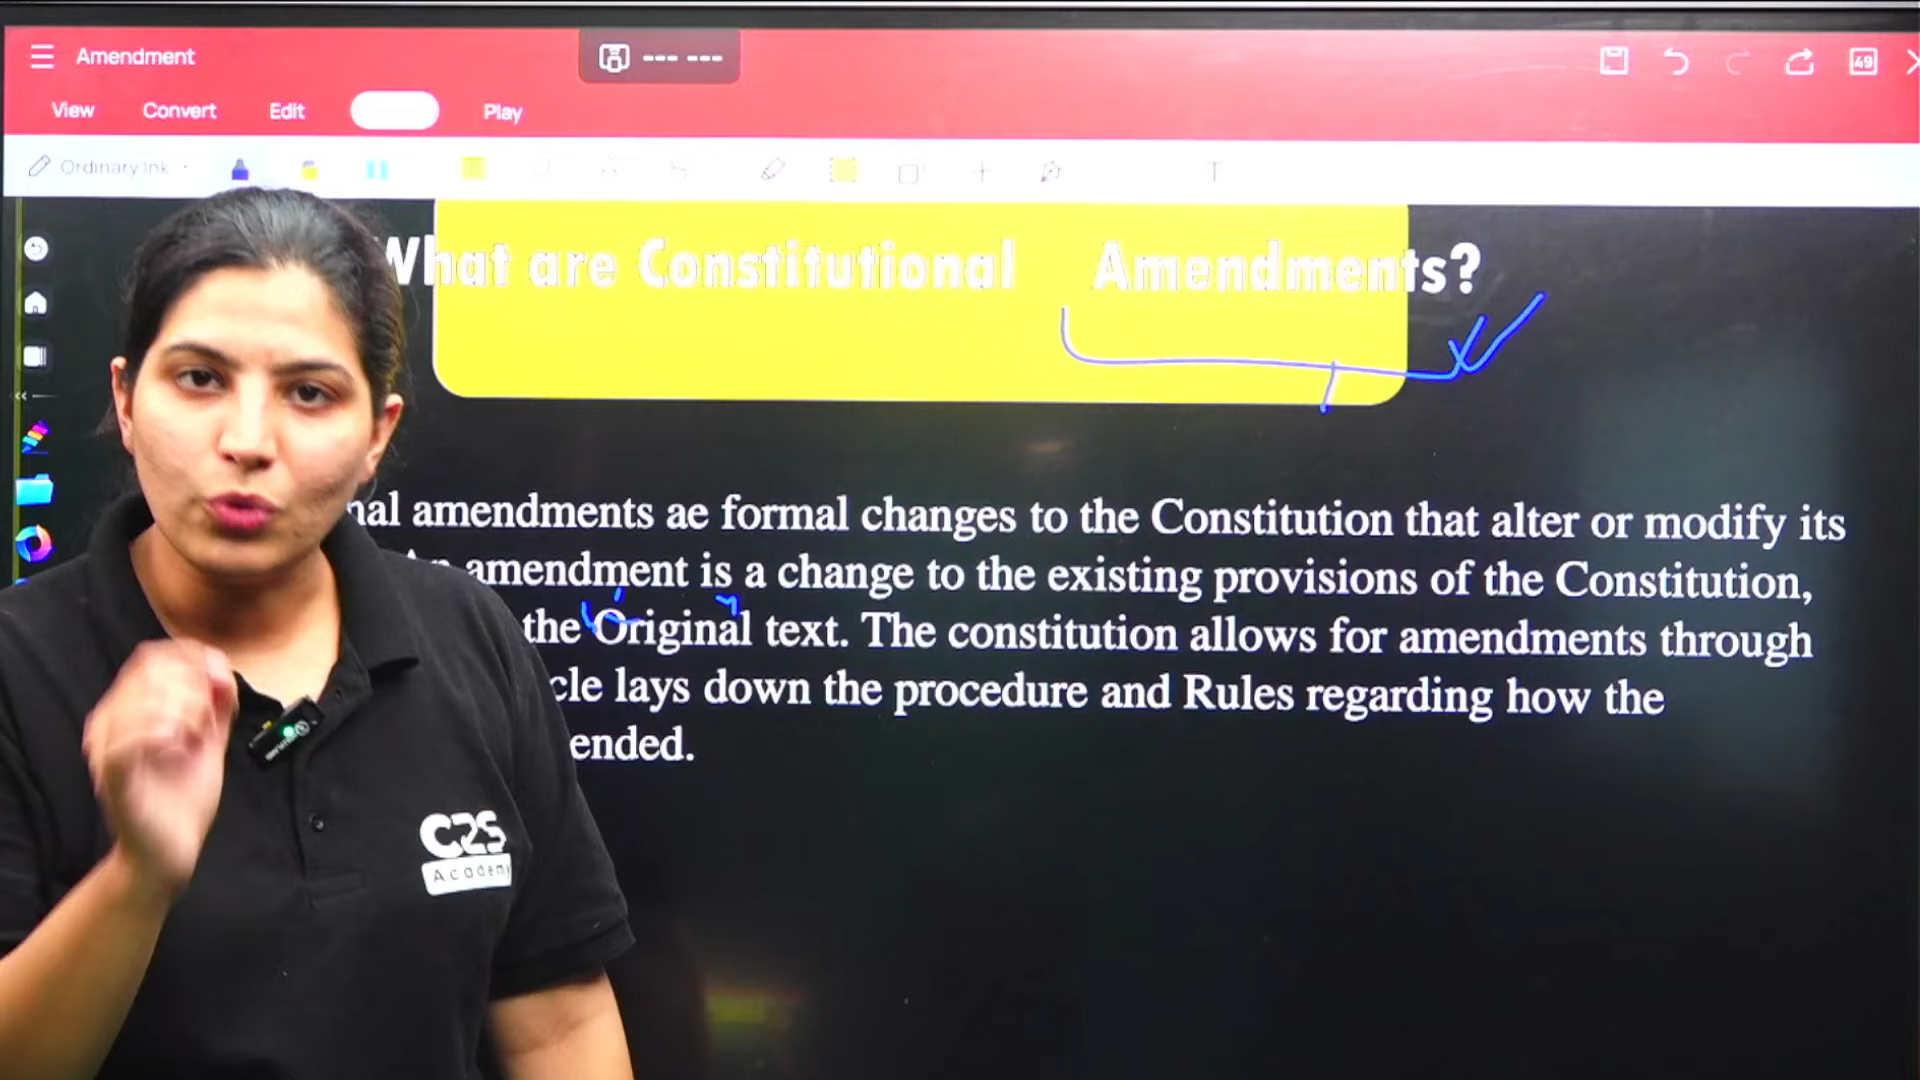 Amendment
--- ---
49
View Convert Edit Play
Ordinary Ink
T
What are Constitutional Amendments?
nal amendments ae formal changes to the Constitution that alter or modify its
An amendment is a change to the existing provisions of the Constitution,
the Original text. The constitution allows for amendments through
cle lays down the procedure and Rules regarding how the
ended.
C2S
Academy